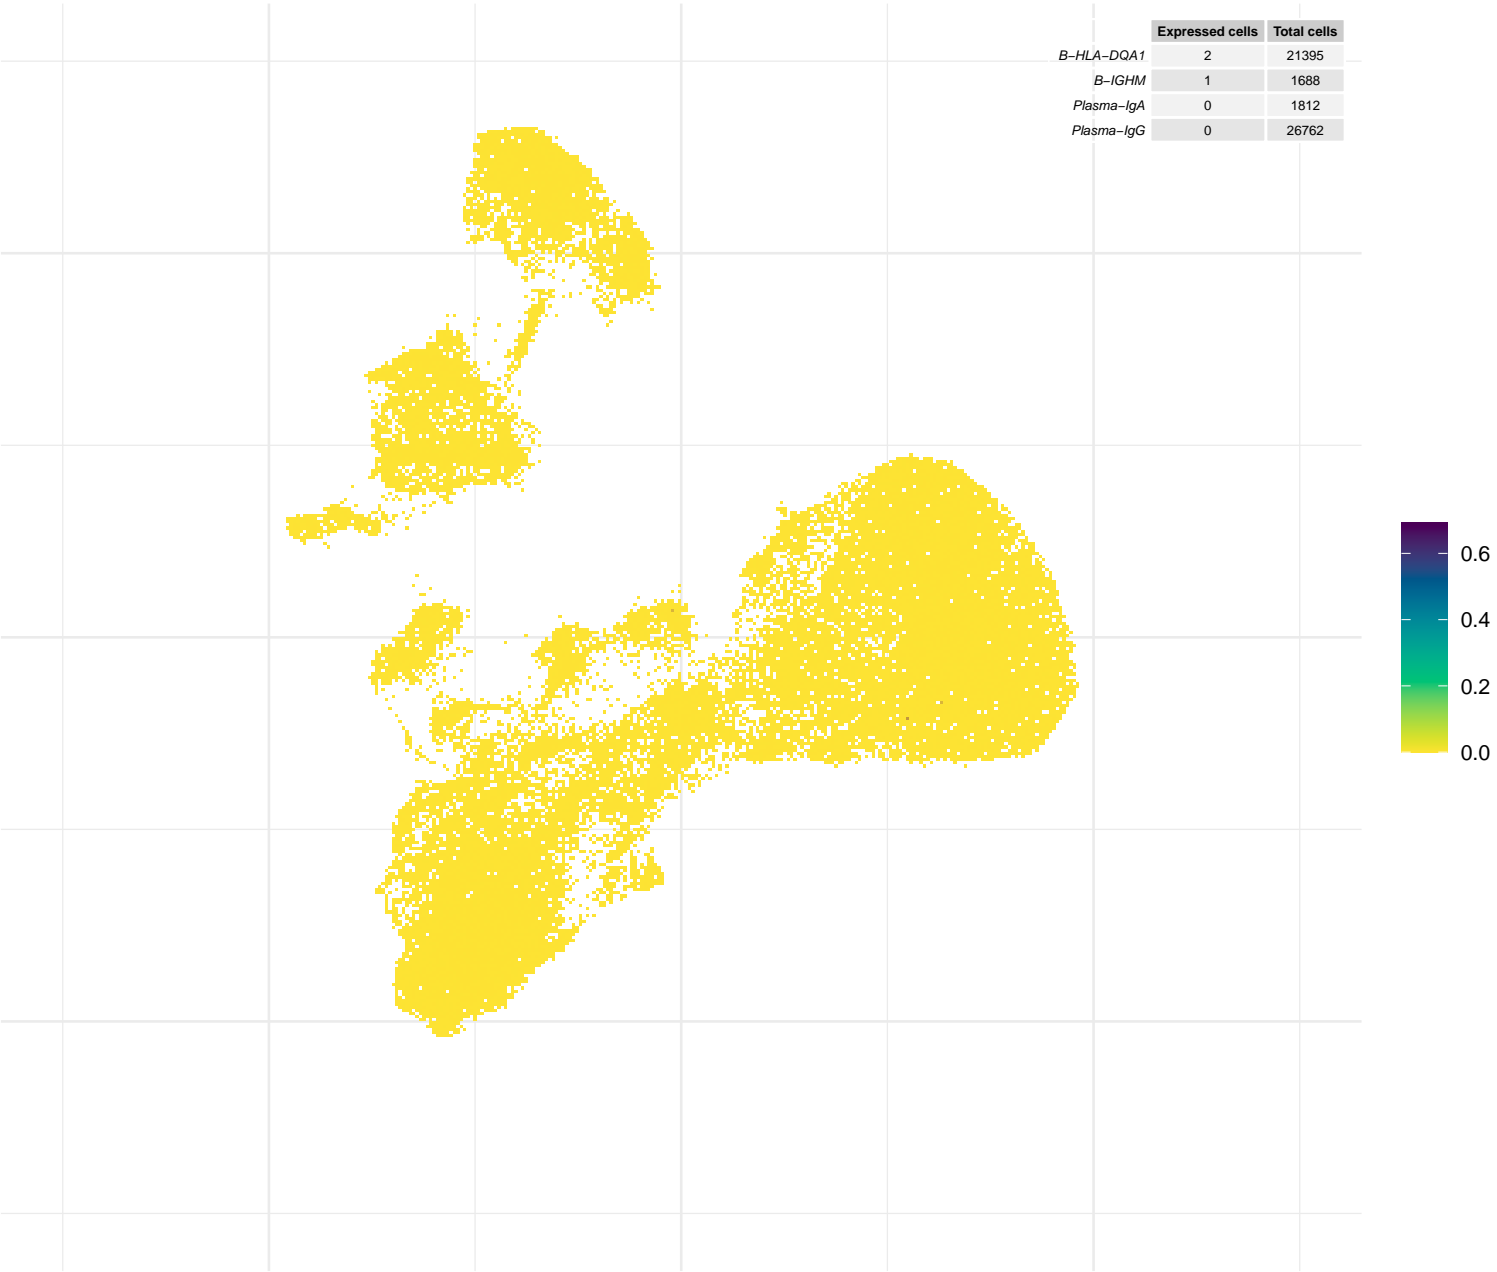 Expressed cells Total cells
B−HLA−DQA1 2 21395
B−IGHM 1 1688
Plasma−IgA 0 1812
Plasma−IgG 0 26762
0.6
0.4
0.2
0.0